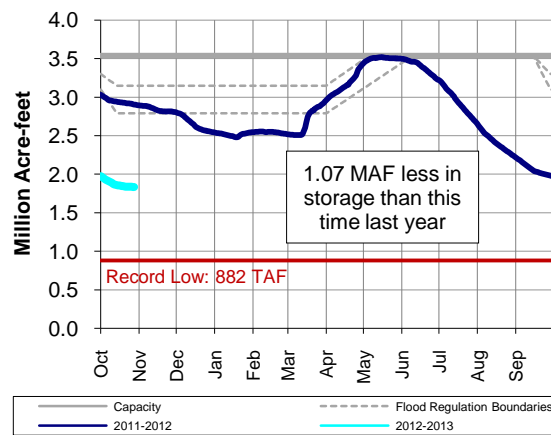 Million Acre-feet
4.0
3.5
3.0
2.5
2.0
1.5
1.0
0.5
0.0
1.07 MAF less in
storage than this
time last year
Record Low: 882 TAF
Oct
Nov
Dec
Jan
Feb
Mar
Apr
May
Jun
Jul
Aug
Sep
Capacity
Flood Regulation Boundaries
2011-2012
2012-2013